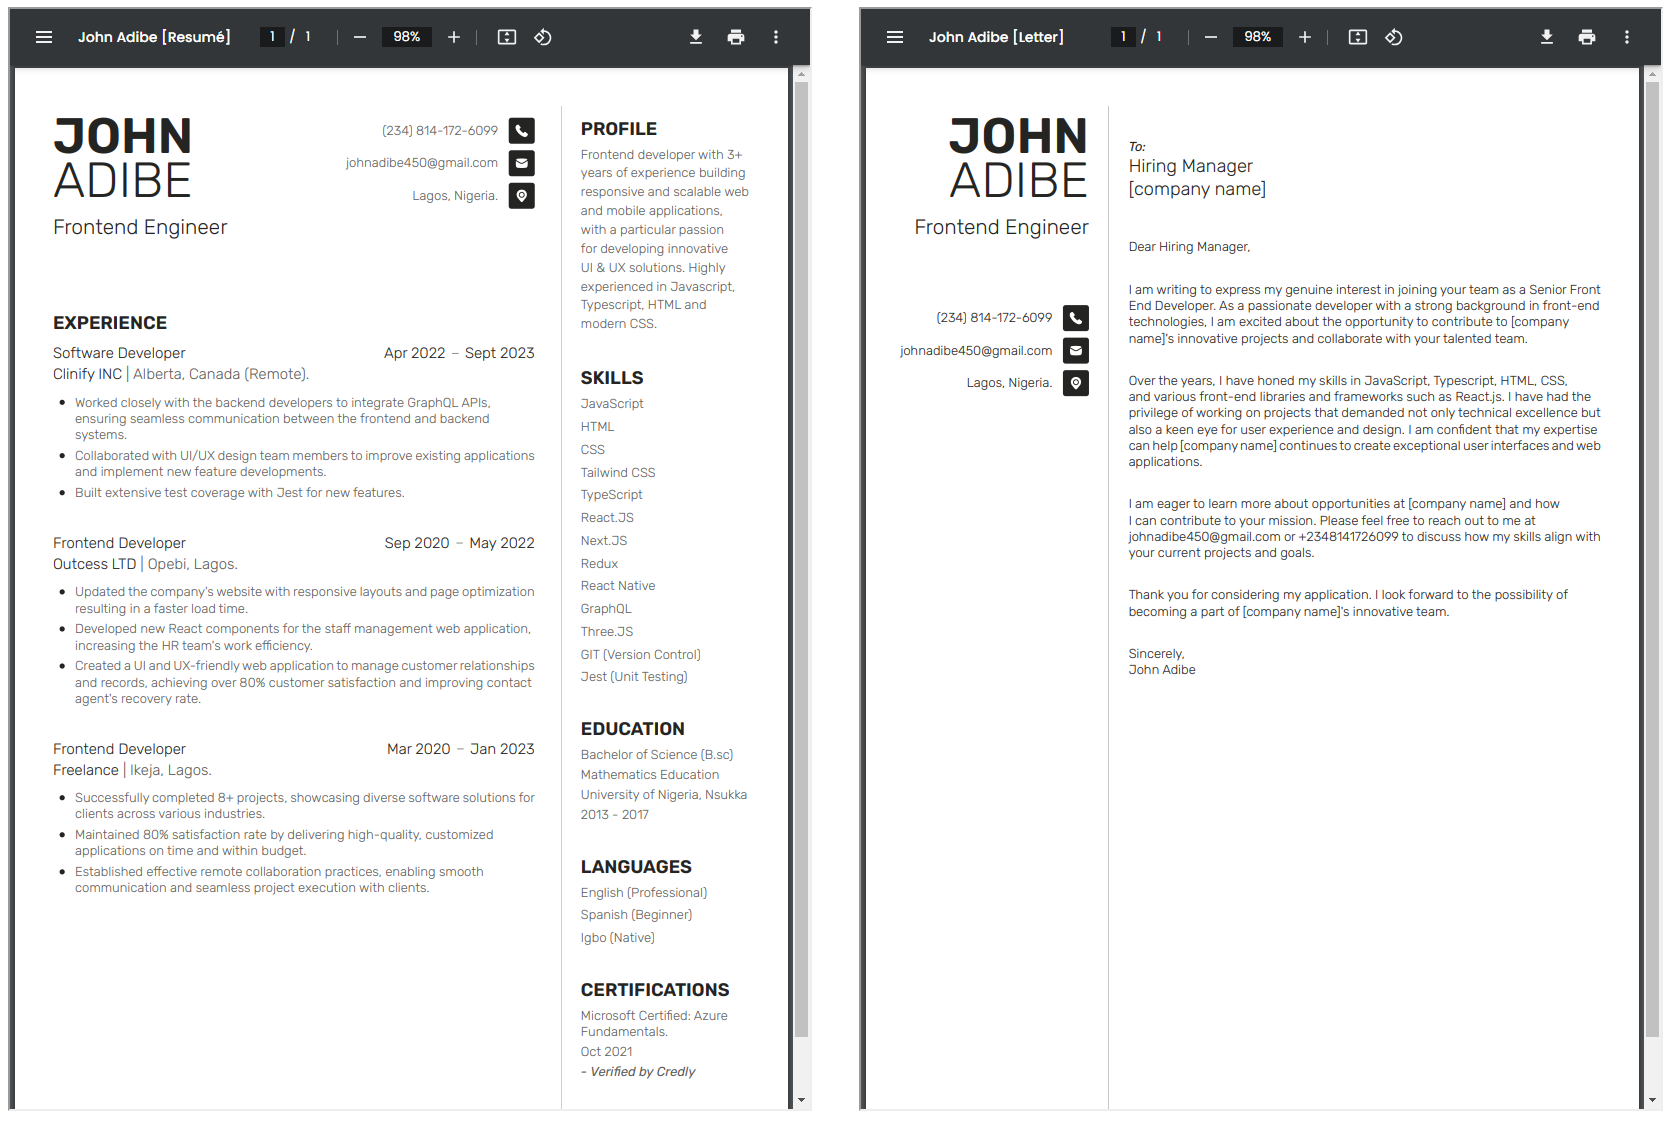 John Adibe [Resumé]
1 / 1
98%
JOHN
ADIBE
Frontend Engineer
(234) 814-172-6099
johnadibe450@gmail.com
Lagos, Nigeria.
EXPERIENCE
Software Developer Apr 2022 – Sept 2023
Clinify INC | Alberta, Canada (Remote).
• Worked closely with the backend developers to integrate GraphQL APIs,
ensuring seamless communication between the frontend and backend
systems.
• Collaborated with UI/UX design team members to improve existing applications
and implement new feature developments.
• Built extensive test coverage with Jest for new features.
Frontend Developer Sep 2020 – May 2022
Outcess LTD | Opebi, Lagos.
• Updated the company's website with responsive layouts and page optimization
resulting in a faster load time.
• Developed new React components for the staff management web application,
increasing the HR team's work efficiency.
• Created a UI and UX-friendly web application to manage customer relationships
and records, achieving over 80% customer satisfaction and improving contact
agent's recovery rate.
Frontend Developer Mar 2020 – Jan 2023
Freelance | Ikeja, Lagos.
• Successfully completed 8+ projects, showcasing diverse software solutions for
clients across various industries.
• Maintained 80% satisfaction rate by delivering high-quality, customized
applications on time and within budget.
• Established effective remote collaboration practices, enabling smooth
communication and seamless project execution with clients.
PROFILE
Frontend developer with 3+
years of experience building
responsive and scalable web
and mobile applications,
with a particular passion
for developing innovative
UI & UX solutions. Highly
experienced in Javascript,
Typescript, HTML and
modern CSS.
SKILLS
JavaScript
HTML
CSS
Tailwind CSS
TypeScript
React.JS
Next.JS
Redux
React Native
GraphQL
Three.JS
GIT (Version Control)
Jest (Unit Testing)
EDUCATION
Bachelor of Science (B.sc)
Mathematics Education
University of Nigeria, Nsukka
2013 - 2017
LANGUAGES
English (Professional)
Spanish (Beginner)
Igbo (Native)
CERTIFICATIONS
Microsoft Certified: Azure
Fundamentals.
Oct 2021
- Verified by Credly
John Adibe [Letter]
1 / 1
98%
JOHN
ADIBE
Frontend Engineer
(234) 814-172-6099
johnadibe450@gmail.com
Lagos, Nigeria.
To:
Hiring Manager
[company name]
Dear Hiring Manager,
I am writing to express my genuine interest in joining your team as a Senior Front
End Developer. As a passionate developer with a strong background in front-end
technologies, I am excited about the opportunity to contribute to [company
name]'s innovative projects and collaborate with your talented team.
Over the years, I have honed my skills in JavaScript, Typescript, HTML, CSS,
and various front-end libraries and frameworks such as React.js. I have had the
privilege of working on projects that demanded not only technical excellence but
also a keen eye for user experience and design. I am confident that my expertise
can help [company name] continues to create exceptional user interfaces and web
applications.
I am eager to learn more about opportunities at [company name] and how
I can contribute to your mission. Please feel free to reach out to me at
johnadibe450@gmail.com or +2348141726099 to discuss how my skills align with
your current projects and goals.
Thank you for considering my application. I look forward to the possibility of
becoming a part of [company name]'s innovative team.
Sincerely,
John Adibe